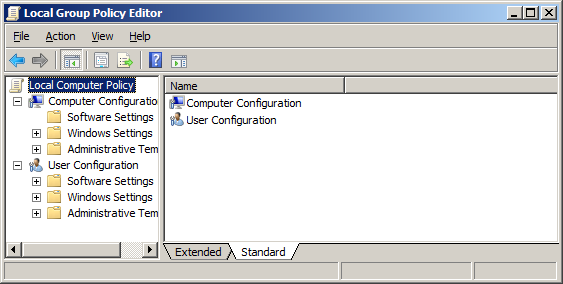 Local Group Policy Editor
File Action View Help
Local Computer Policy
Computer Configuratio
Software Settings
Windows Settings
Administrative Tem
User Configuration
Software Settings
Windows Settings
Administrative Tem
Name
Computer Configuration
User Configuration
Extended Standard